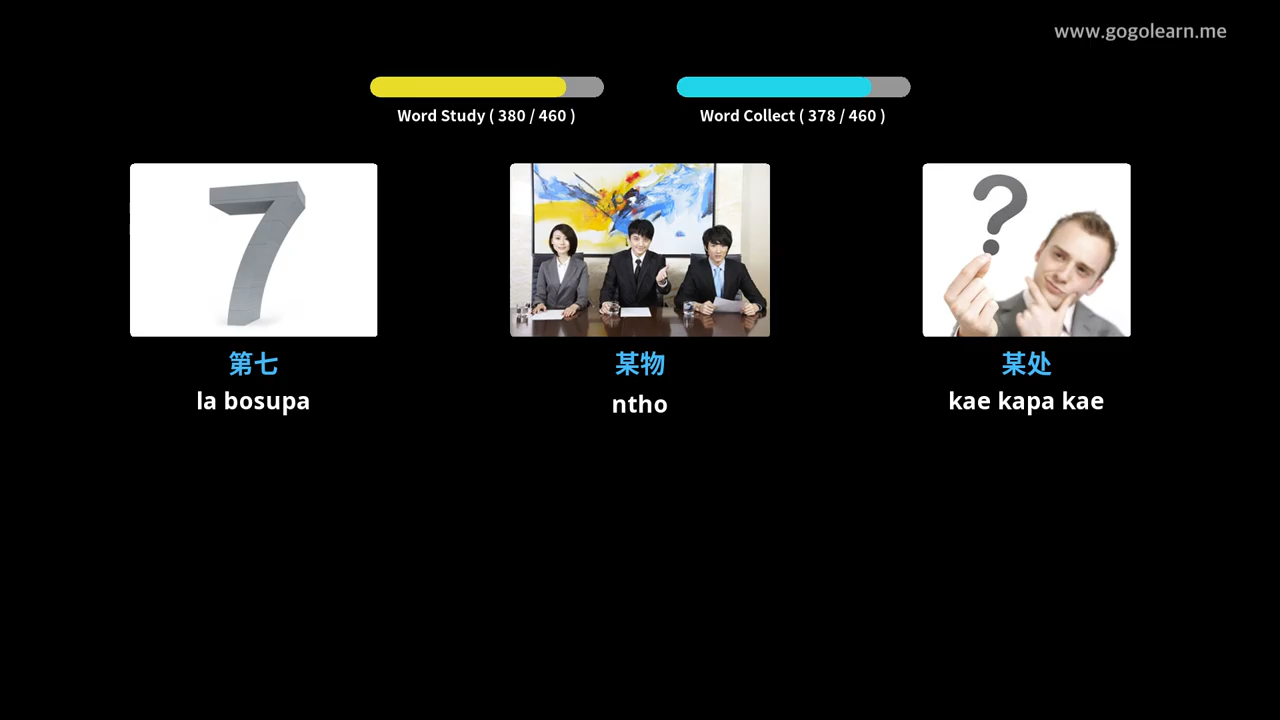 www.gogolearn.me
Word Study ( 380 / 460 )
Word Collect ( 378 / 460 )
7
?
第七
某物
某处
la bosupa
ntho
kae kapa kae